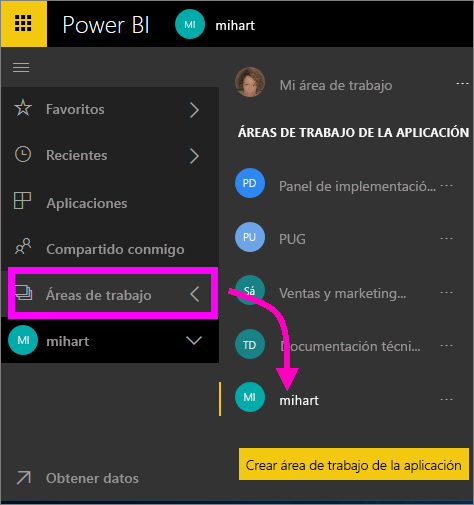 Power BI
MI
mihart
Favoritos
Recientes
Aplicaciones
Compartido conmigo
Áreas de trabajo
MI
mihart
Obtener datos
Mi área de trabajo
ÁREAS DE TRABAJO DE LA APLICACIÓN
PD
Panel de implementació...
PU
PUG
Sá
Ventas y marketing...
TD
Documentación técni...
MI
mihart
Crear área de trabajo de la aplicación